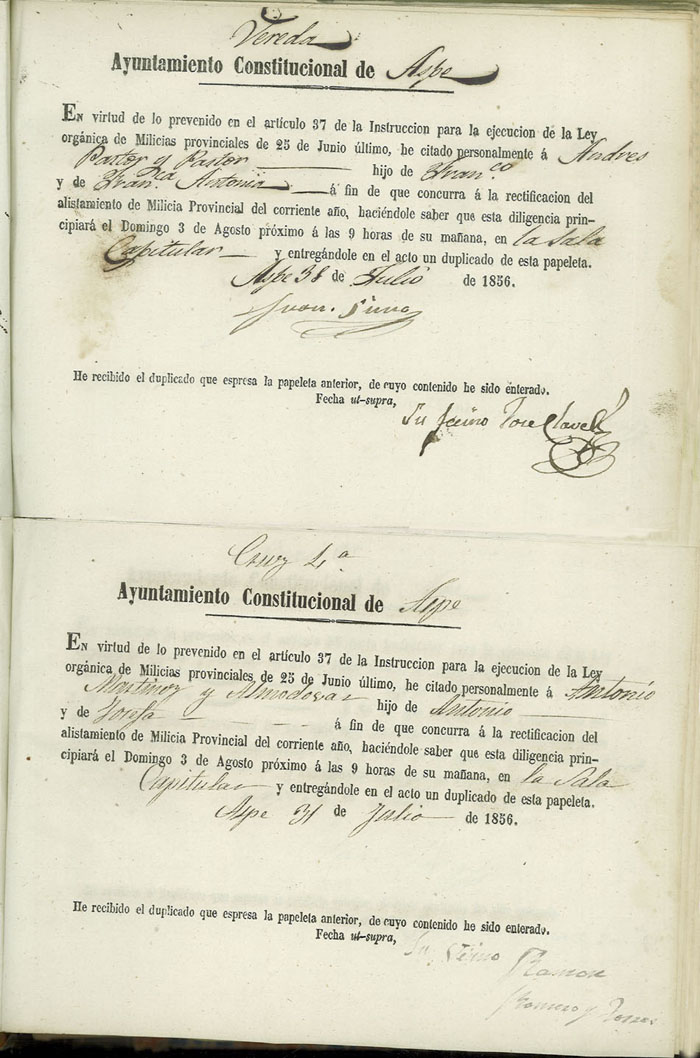 Vereda
Ayuntamiento Constitucional de Aspe
En virtud de lo prevenido en el artículo 37 de la Instruccion para la ejecucion de la Ley
orgánica de Milicias provinciales de 25 de Junio último, he citado personalmente á Andres
Pastor y Pastor hijo de Fran.co
y de Fran.ca Antonia á fin de que concurra á la rectificacion del
alistamiento de Milicia Provincial del corriente año, haciéndole saber que esta diligencia prin-
cipiará el Domingo 3 de Agosto próximo á las 9 horas de su mañana, en la Sala
Capitular y entregándole en el acto un duplicado de esta papeleta.
Aspe 31 de Julio de 1856.
Juan
He recibido el duplicado que espresa la papeleta anterior, de cuyo contenido he sido enterado.
Fecha ut-supra,
Su Jose Clavel
Cruz 4.a
Ayuntamiento Constitucional de Aspe
En virtud de lo prevenido en el artículo 37 de la Instruccion para la ejecucion de la Ley
orgánica de Milicias provinciales de 25 de Junio último, he citado personalmente á Antonio
Martinez y Almodovar hijo de Antonio
y de Josefa á fin de que concurra á la rectificacion del
alistamiento de Milicia Provincial del corriente año, haciéndole saber que esta diligencia prin-
cipiará el Domingo 3 de Agosto próximo á las 9 horas de su mañana, en la Sala
Capitular y entregándole en el acto un duplicado de esta papeleta.
Aspe 31 de Julio de 1856.
He recibido el duplicado que espresa la papeleta anterior, de cuyo contenido he sido enterado.
Fecha ut-supra,
Su Ramon
Romero y Torres